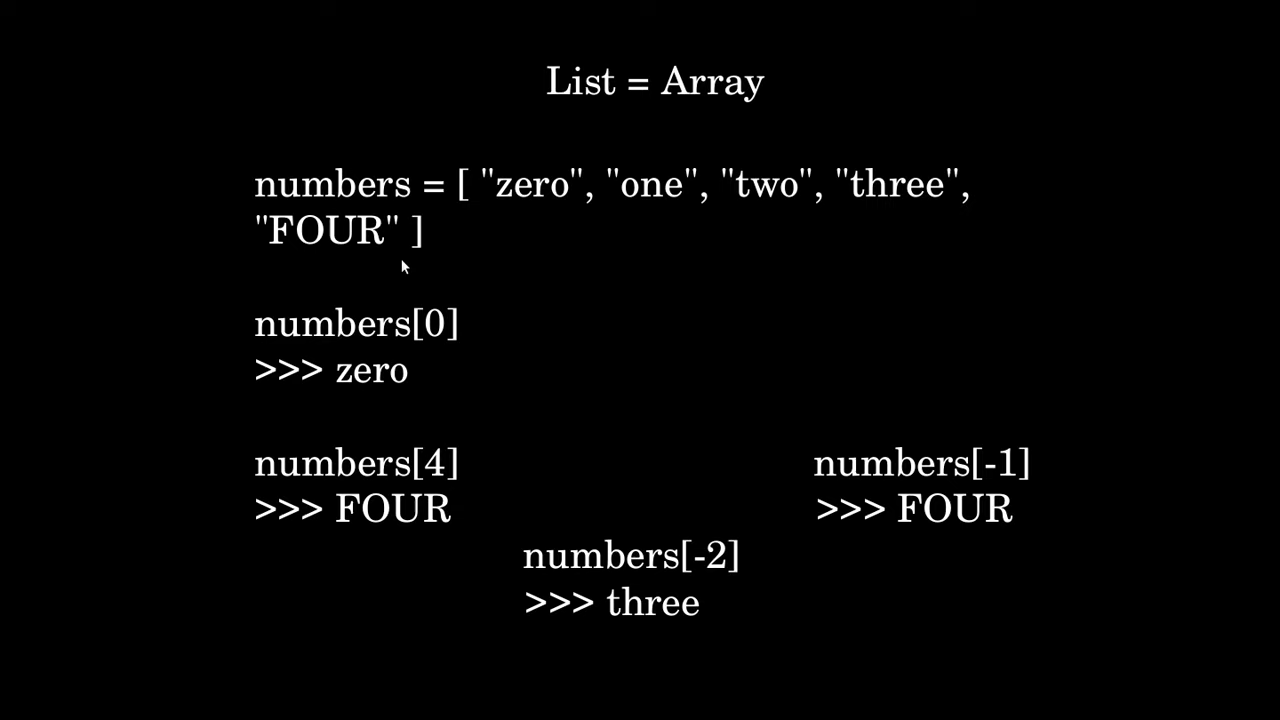 List = Array
numbers = [ "zero", "one", "two", "three",
"FOUR" ]
numbers[0]
>>> zero
numbers[4]
>>> FOUR
numbers[-1]
>>> FOUR
numbers[-2]
>>> three